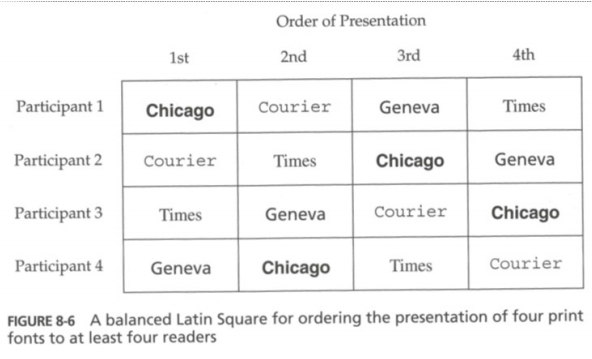 Order of Presentation
1st 2nd 3rd 4th
Participant 1 Chicago Courier Geneva Times
Participant 2 Courier Times Chicago Geneva
Participant 3 Times Geneva Courier Chicago
Participant 4 Geneva Chicago Times Courier
FIGURE 8-6 A balanced Latin Square for ordering the presentation of four print
fonts to at least four readers